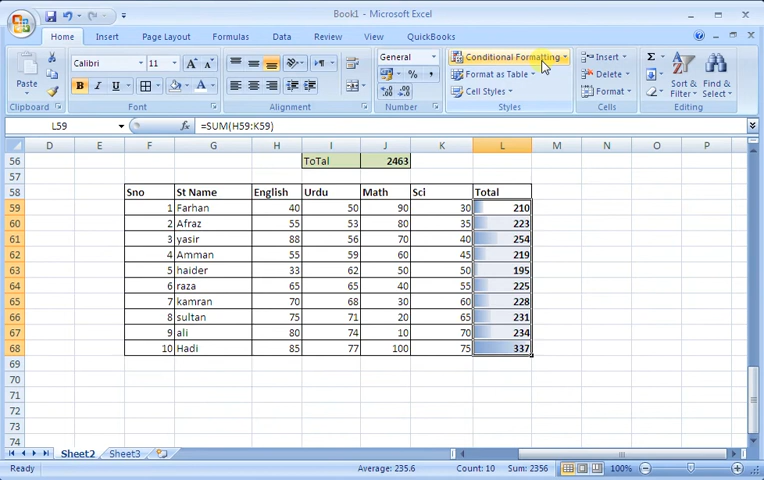 Book1 - Microsoft Excel
Home Insert Page Layout Formulas Data Review View QuickBooks
Paste
Clipboard
Calibri 11
B I U
Font
Alignment
General
$ % ,
Number
Conditional Formatting
Format as Table
Cell Styles
Styles
Insert
Delete
Format
Cells
Σ
Sort & Filter
Find & Select
Editing
L59 fx =SUM(H59:K59)
D E F G H I J K L M N O P
56 ToTal 2463
57
58 Sno St Name English Urdu Math Sci Total
59 1 Farhan 40 50 90 30 210
60 2 Afraz 55 53 80 35 223
61 3 yasir 88 56 70 40 254
62 4 Amman 55 59 60 45 219
63 5 haider 33 62 50 50 195
64 6 raza 65 65 40 55 225
65 7 kamran 70 68 30 60 228
66 8 sultan 75 71 20 65 231
67 9 ali 80 74 10 70 234
68 10 Hadi 85 77 100 75 337
69
70
71
72
73
74
Sheet2 Sheet3
Ready Average: 235.6 Count: 10 Sum: 2356 100%